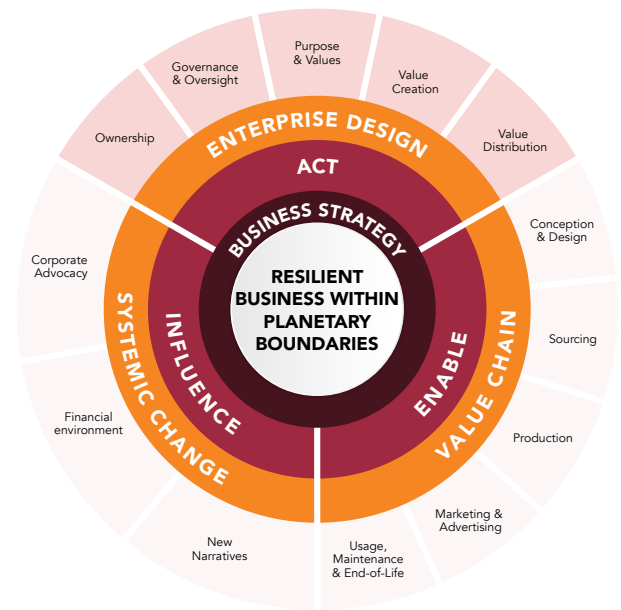 Purpose
& Values
Governance
& Oversight
Value
Creation
Ownership
Value
Distribution
ENTERPRISE DESIGN
ACT
BUSINESS STRATEGY
RESILIENT
BUSINESS WITHIN
PLANETARY
BOUNDARIES
Conception
& Design
Sourcing
Production
Marketing &
Advertising
Usage,
Maintenance
& End-of-Life
VALUE CHAIN
ENABLE
New
Narratives
Financial
environment
Corporate
Advocacy
SYSTEMIC CHANGE
INFLUENCE